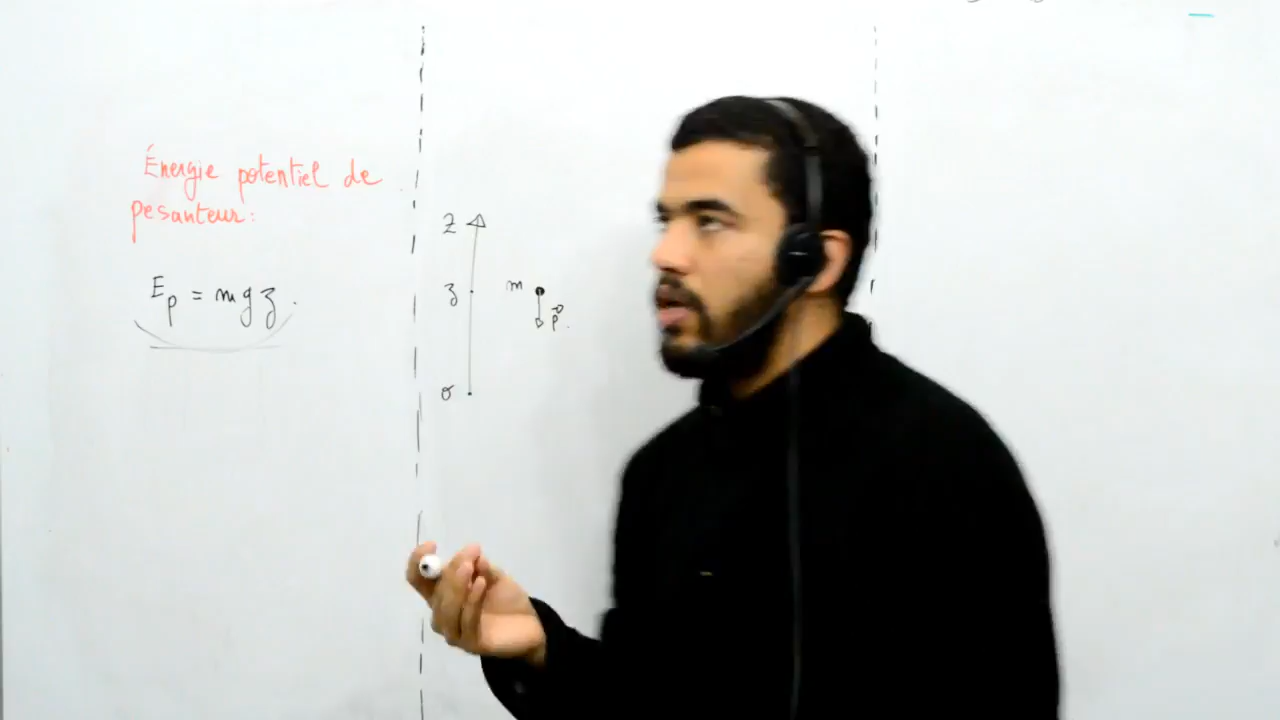 Énergie potentiel de
pesanteur:
Ep = mgz.
z
z
m
P.
o